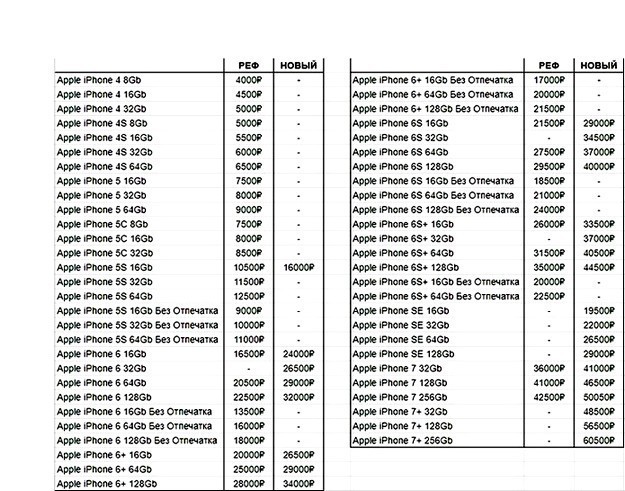 РЕФ НОВЫЙ
Apple iPhone 4 8Gb 4000₽ -
Apple iPhone 4 16Gb 4500₽ -
Apple iPhone 4 32Gb 5000₽ -
Apple iPhone 4S 8Gb 5000₽ -
Apple iPhone 4S 16Gb 5500₽ -
Apple iPhone 4S 32Gb 6000₽ -
Apple iPhone 4S 64Gb 6500₽ -
Apple iPhone 5 16Gb 7500₽ -
Apple iPhone 5 32Gb 8000₽ -
Apple iPhone 5 64Gb 9000₽ -
Apple iPhone 5C 8Gb 7500₽ -
Apple iPhone 5C 16Gb 8000₽ -
Apple iPhone 5C 32Gb 8500₽ -
Apple iPhone 5S 16Gb 10500₽ 16000₽
Apple iPhone 5S 32Gb 11500₽ -
Apple iPhone 5S 64Gb 12500₽ -
Apple iPhone 5S 16Gb Без Отпечатка 9000₽ -
Apple iPhone 5S 32Gb Без Отпечатка 10000₽ -
Apple iPhone 5S 64Gb Без Отпечатка 11000₽ -
Apple iPhone 6 16Gb 16500₽ 24000₽
Apple iPhone 6 32Gb - 26500₽
Apple iPhone 6 64Gb 20500₽ 29000₽
Apple iPhone 6 128Gb 22500₽ 32000₽
Apple iPhone 6 16Gb Без Отпечатка 13500₽ -
Apple iPhone 6 64Gb Без Отпечатка 16000₽ -
Apple iPhone 6 128Gb Без Отпечатка 18000₽ -
Apple iPhone 6+ 16Gb 20000₽ 26500₽
Apple iPhone 6+ 64Gb 25000₽ 29000₽
Apple iPhone 6+ 128Gb 28000₽ 34000₽
РЕФ НОВЫЙ
Apple iPhone 6+ 16Gb Без Отпечатка 17000₽ -
Apple iPhone 6+ 64Gb Без Отпечатка 20000₽ -
Apple iPhone 6+ 128Gb Без Отпечатка 21500₽ -
Apple iPhone 6S 16Gb 21500₽ 29000₽
Apple iPhone 6S 32Gb - 34500₽
Apple iPhone 6S 64Gb 27500₽ 37000₽
Apple iPhone 6S 128Gb 29500₽ 40000₽
Apple iPhone 6S 16Gb Без Отпечатка 18500₽ -
Apple iPhone 6S 64Gb Без Отпечатка 21000₽ -
Apple iPhone 6S 128Gb Без Отпечатка 24000₽ -
Apple iPhone 6S+ 16Gb 26000₽ 33500₽
Apple iPhone 6S+ 32Gb - 37000₽
Apple iPhone 6S+ 64Gb 31500₽ 40500₽
Apple iPhone 6S+ 128Gb 35000₽ 44500₽
Apple iPhone 6S+ 16Gb Без Отпечатка 20000₽ -
Apple iPhone 6S+ 64Gb Без Отпечатка 22500₽ -
Apple iPhone SE 16Gb - 19500₽
Apple iPhone SE 32Gb - 22000₽
Apple iPhone SE 64Gb - 26500₽
Apple iPhone SE 128Gb - 29000₽
Apple iPhone 7 32Gb 36000₽ 41000₽
Apple iPhone 7 128Gb 41000₽ 46500₽
Apple iPhone 7 256Gb 42500₽ 50050₽
Apple iPhone 7+ 32Gb - 48500₽
Apple iPhone 7+ 128Gb - 56500₽
Apple iPhone 7+ 256Gb - 60500₽